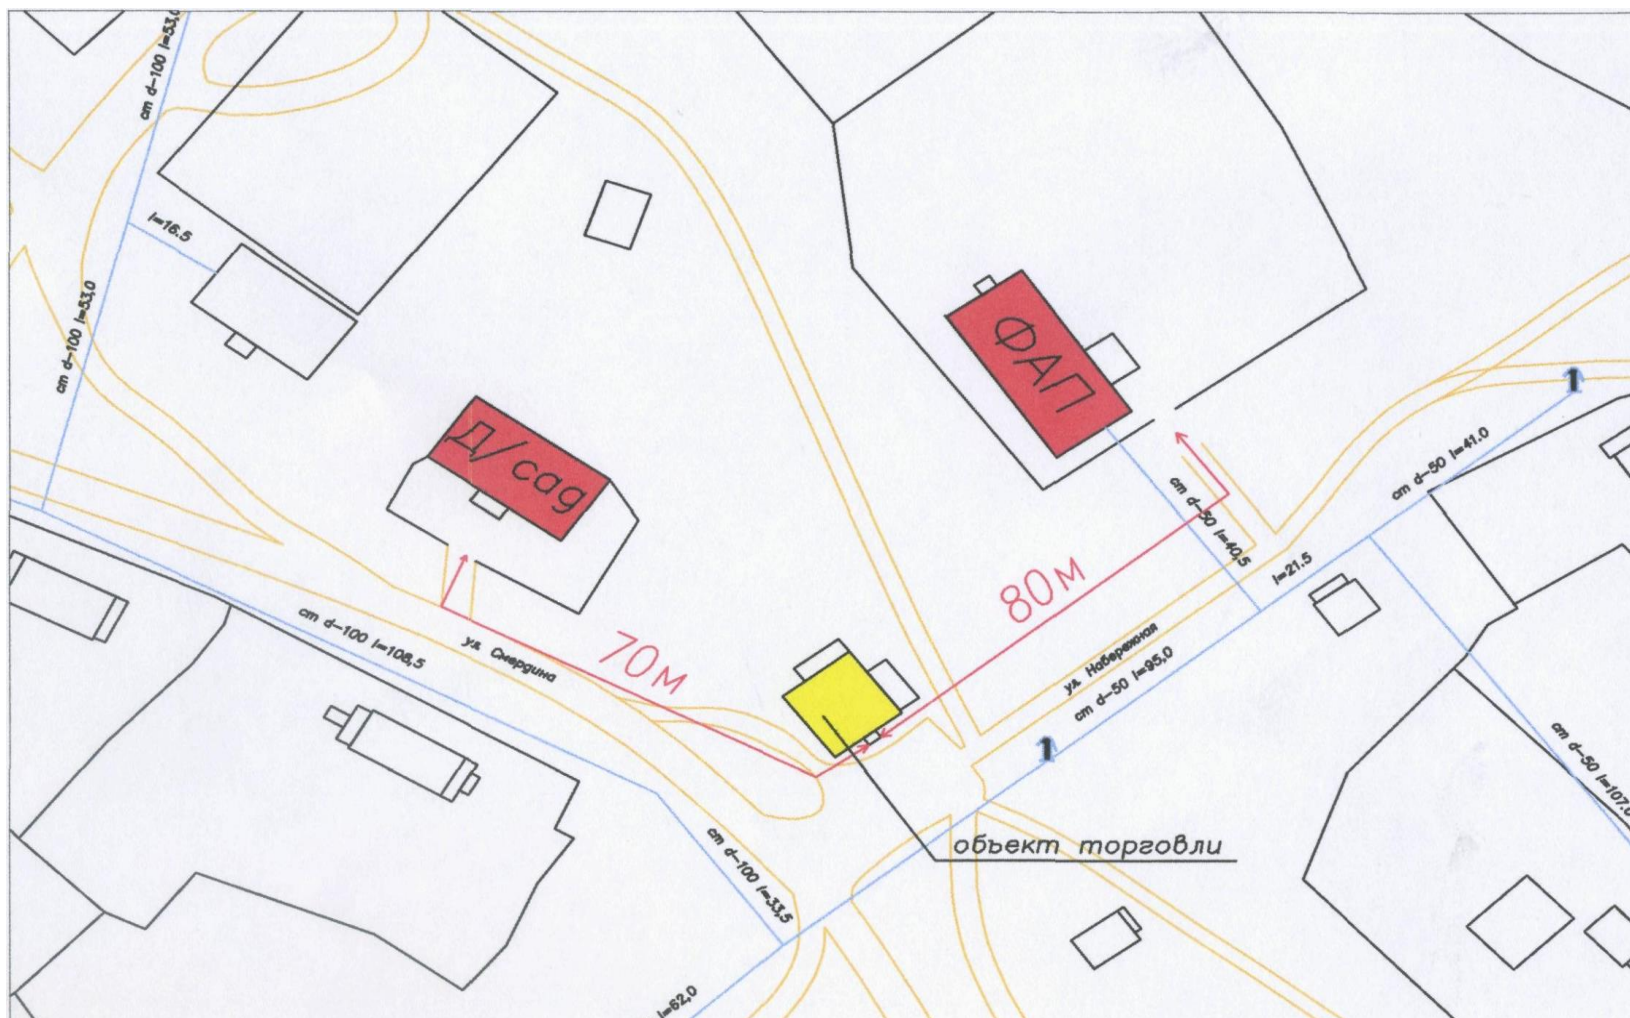 ст d-100 l=53,0
l=16.5
ст d-100 l=53,0
ФАП
Д/сад
1
ст d-50 l=41.0
ст d-50 l=40,5
l=21.5
80м
ст d-100 l=108,5
ул. Смердина
70м
ул. Набережная
ст d-50 l=95,0
1
ст d-50 l=107.0
объект торговли
ст d-100 l=33,5
l=62,0